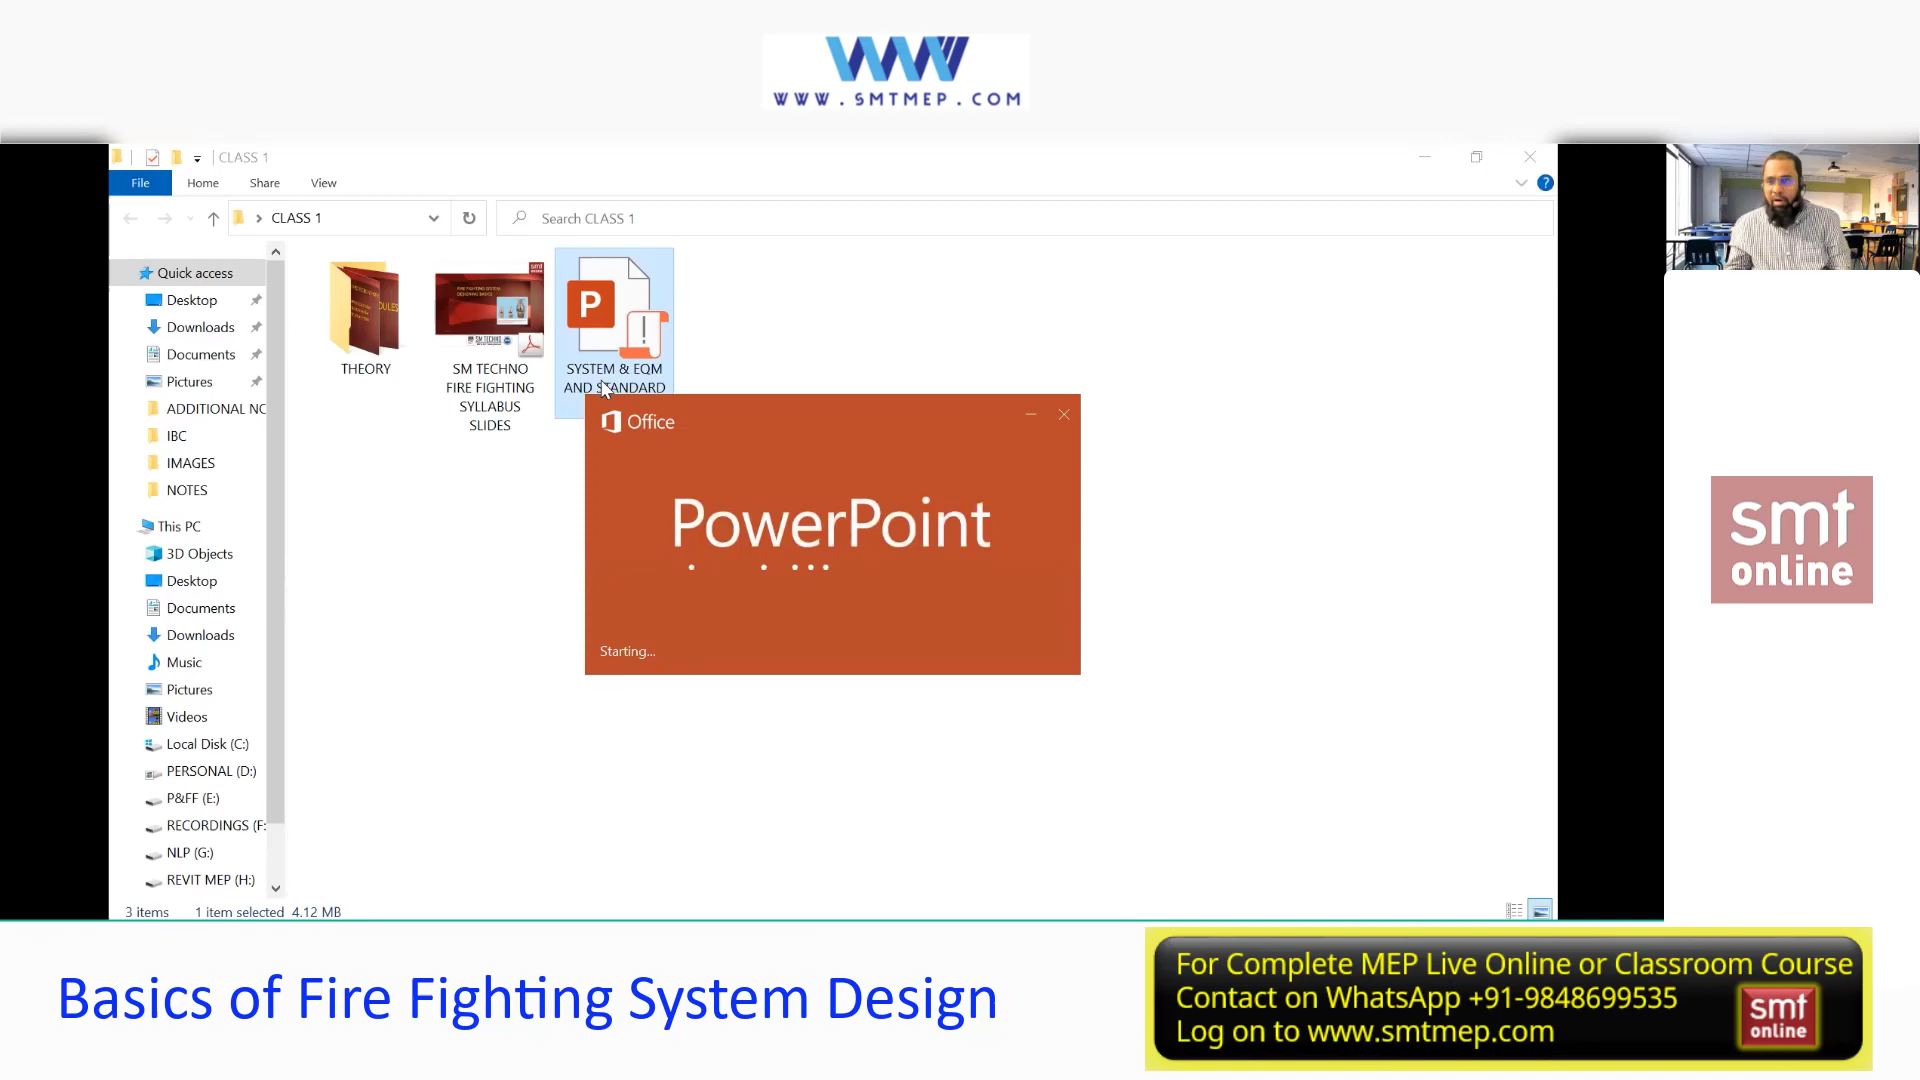 WWW.SMTMEP.COM
CLASS 1
File Home Share View
CLASS 1
Search CLASS 1
Quick access
Desktop
Downloads
Documents
Pictures
ADDITIONAL NC
IBC
IMAGES
NOTES
This PC
3D Objects
Desktop
Documents
Downloads
Music
Pictures
Videos
Local Disk (C:)
PERSONAL (D:)
P&FF (E:)
RECORDINGS (F:
NLP (G:)
REVIT MEP (H:)
THEORY
SM TECHNO
FIRE FIGHTING
SYLLABUS
SLIDES
P
SYSTEM & EQM
AND STANDARD
Office
PowerPoint
Starting...
3 items 1 item selected 4.12 MB
smt
online
Basics of Fire Fighting System Design
For Complete MEP Live Online or Classroom Course
Contact on WhatsApp +91-9848699535
Log on to www.smtmep.com
smt
online